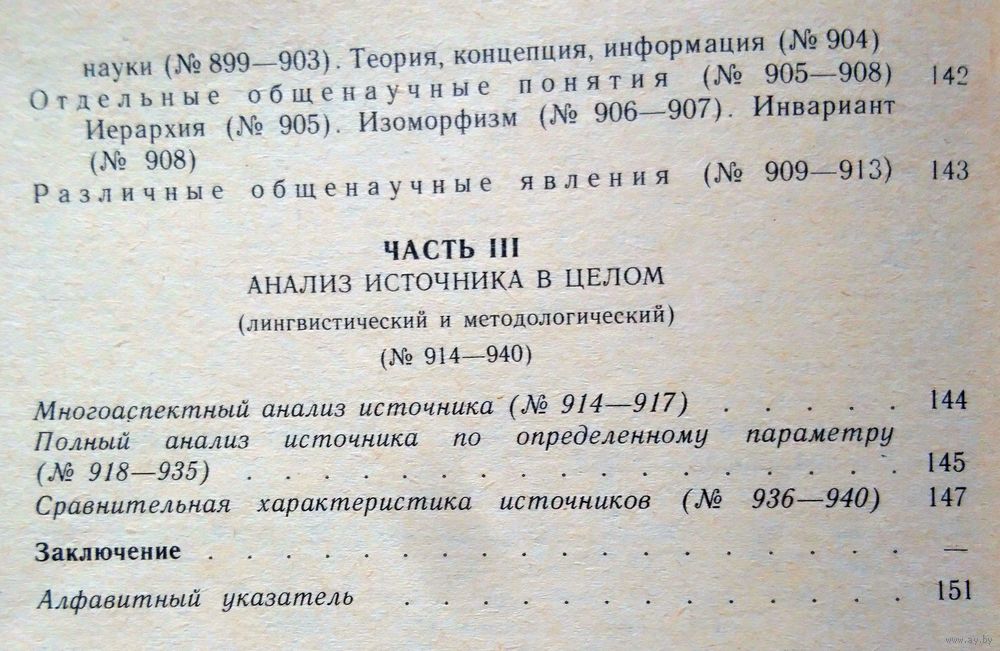 науки (№ 899—903). Теория, концепция, информация (№ 904)
Отдельные общенаучные понятия (№ 905—908) 142
Иерархия (№ 905). Изоморфизм (№ 906—907). Инвариант
(№ 908)
Различные общенаучные явления (№ 909—913) 143
ЧАСТЬ III
АНАЛИЗ ИСТОЧНИКА В ЦЕЛОМ
(лингвистический и методологический)
(№ 914—940)
Многоаспектный анализ источника (№ 914—917) . . . . . 144
Полный анализ источника по определенному параметру
(№ 918—935) . . . . . . . . . . . . . . . . 145
Сравнительная характеристика источников (№ 936—940) 147
Заключение . . . . . . . . . . . . . . . . —
Алфавитный указатель . . . . . . . . . . . . 151
www.ay.by